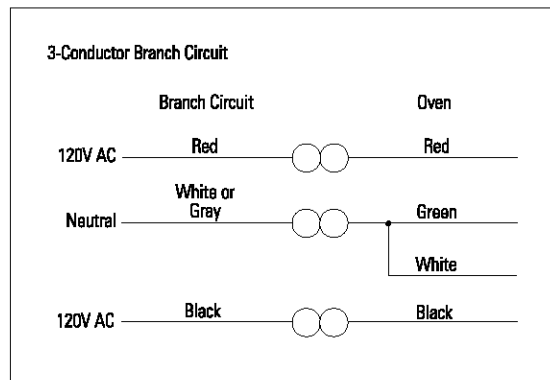 3-Conductor Branch Circuit
Branch Circuit
Oven
120V AC
Red
Red
Neutral
White or
Gray
Green
White
120V AC
Black
Black